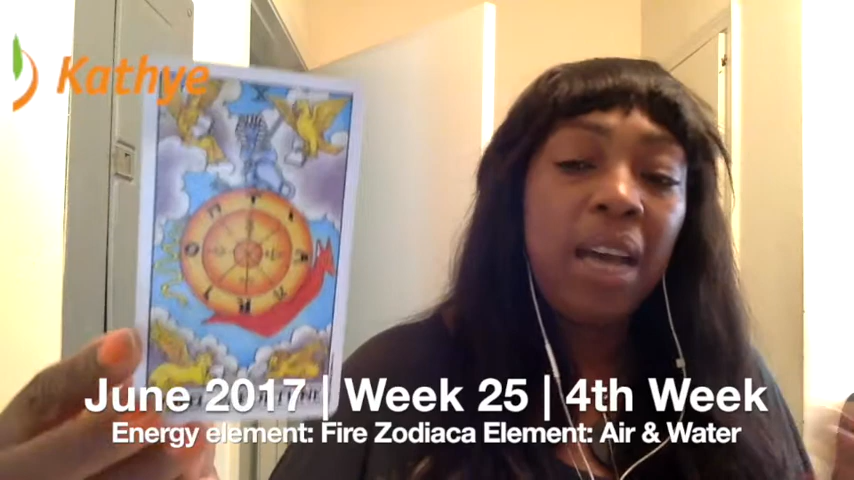 Kathye
X
June 2017 | Week 25 | 4th Week
Energy element: Fire Zodiaca Element: Air & Water